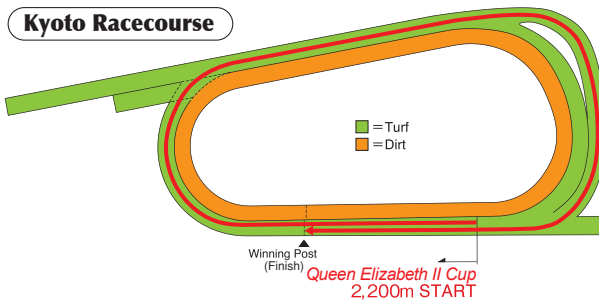 Kyoto Racecourse
=Turf
=Dirt
Winning Post
(Finish)
Queen Elizabeth II Cup
2,200m START